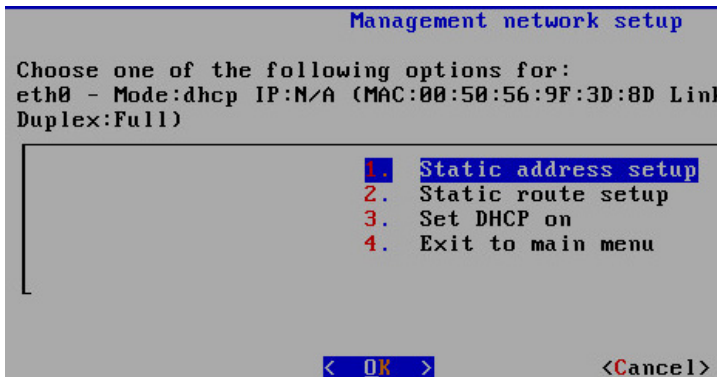 Management network setup
Choose one of the following options for:
eth0 - Mode:dhcp IP:N/A (MAC:00:50:56:9F:3D:8D
Duplex:Full)
1. Static address setup
2. Static route setup
3. Set DHCP on
4. Exit to main menu
< OK > <Cancel>